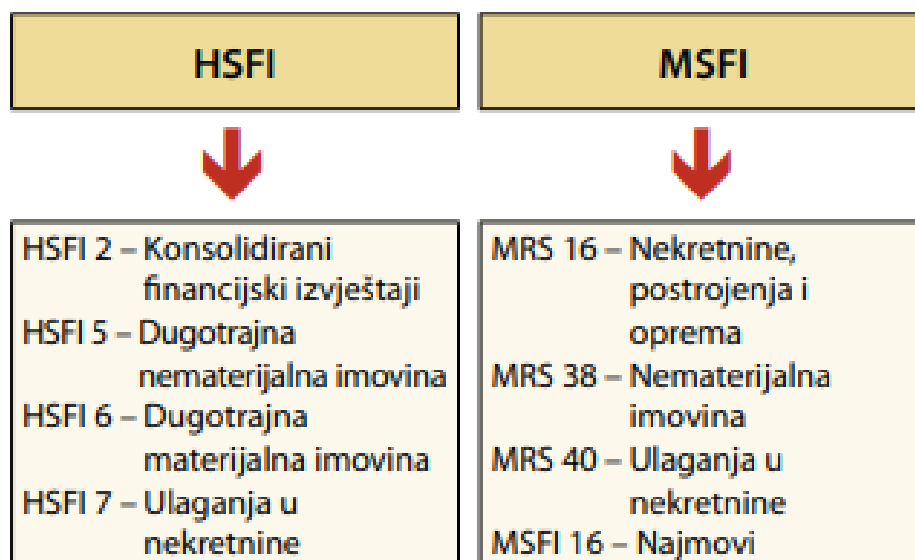 HSFI
HSFI 2 – Konsolidirani
financijski izvještaji
HSFI 5 – Dugotrajna
nematerijalna imovina
HSFI 6 – Dugotrajna
materijalna imovina
HSFI 7 – Ulaganja u
nekretnine
MSFI
MRS 16 – Nekretnine,
postrojenja i
oprema
MRS 38 – Nematerijalna
imovina
MRS 40 – Ulaganja u
nekretnine
MSFI 16 – Najmovi